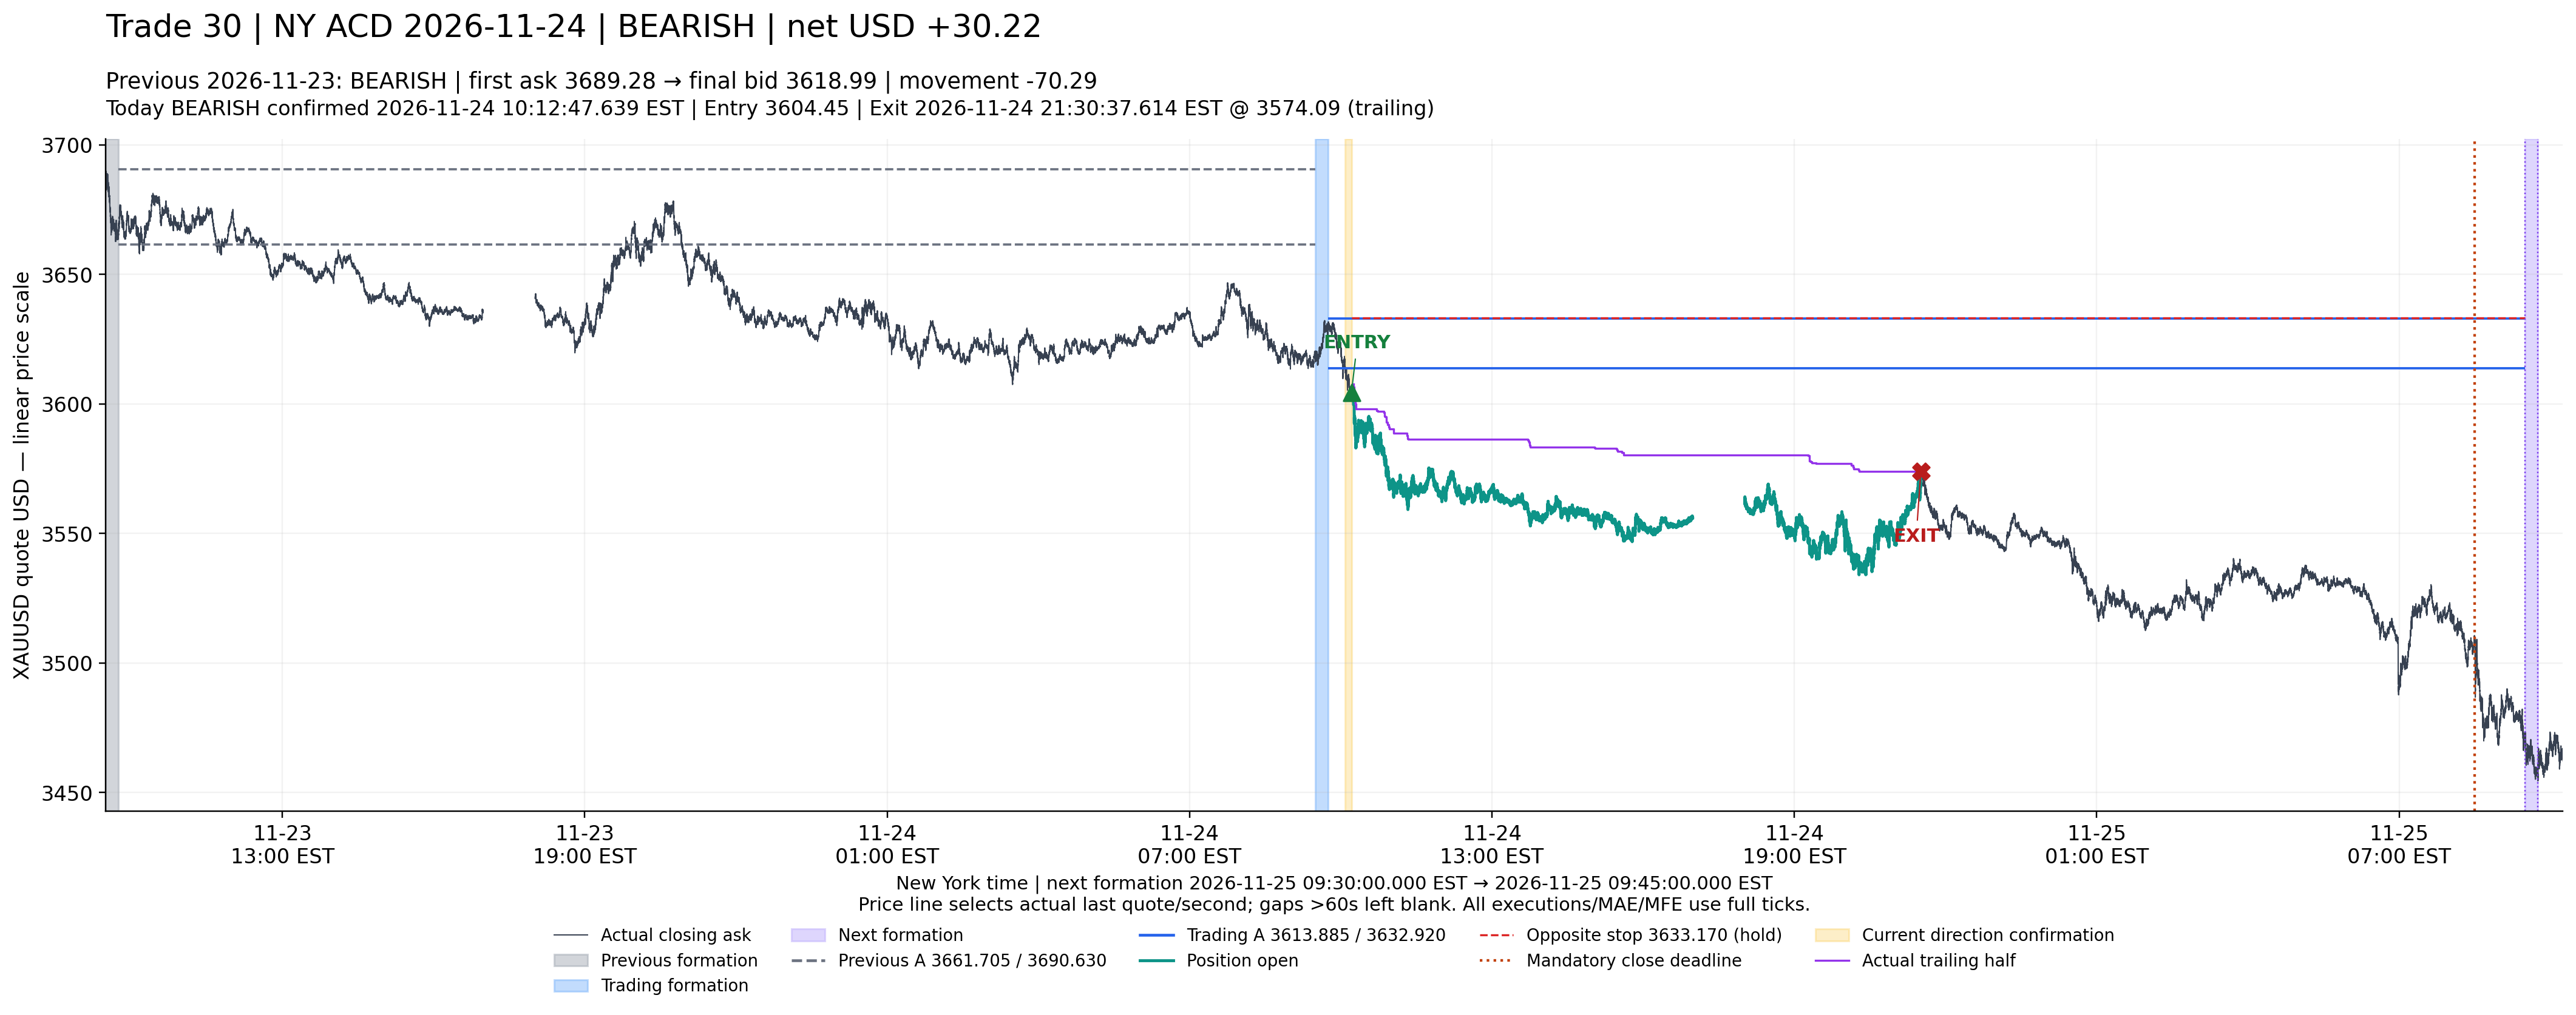 Trade 30 | NY ACD 2026-11-24 | BEARISH | net USD +30.22
Previous 2026-11-23: BEARISH | first ask 3689.28 → final bid 3618.99 | movement -70.29
Today BEARISH confirmed 2026-11-24 10:12:47.639 EST | Entry 3604.45 | Exit 2026-11-24 21:30:37.614 EST @ 3574.09 (trailing)
XAUUSD quote USD — linear price scale
3700
3650
3600
3550
3500
3450
ENTRY
EXIT
11-23
13:00 EST
11-23
19:00 EST
11-24
01:00 EST
11-24
07:00 EST
11-24
13:00 EST
11-24
19:00 EST
11-25
01:00 EST
11-25
07:00 EST
New York time | next formation 2026-11-25 09:30:00.000 EST → 2026-11-25 09:45:00.000 EST
Price line selects actual last quote/second; gaps >60s left blank. All executions/MAE/MFE use full ticks.
Actual closing ask
Previous formation
Trading formation
Next formation
Previous A 3661.705 / 3690.630
Trading A 3613.885 / 3632.920
Position open
Opposite stop 3633.170 (hold)
Mandatory close deadline
Current direction confirmation
Actual trailing half